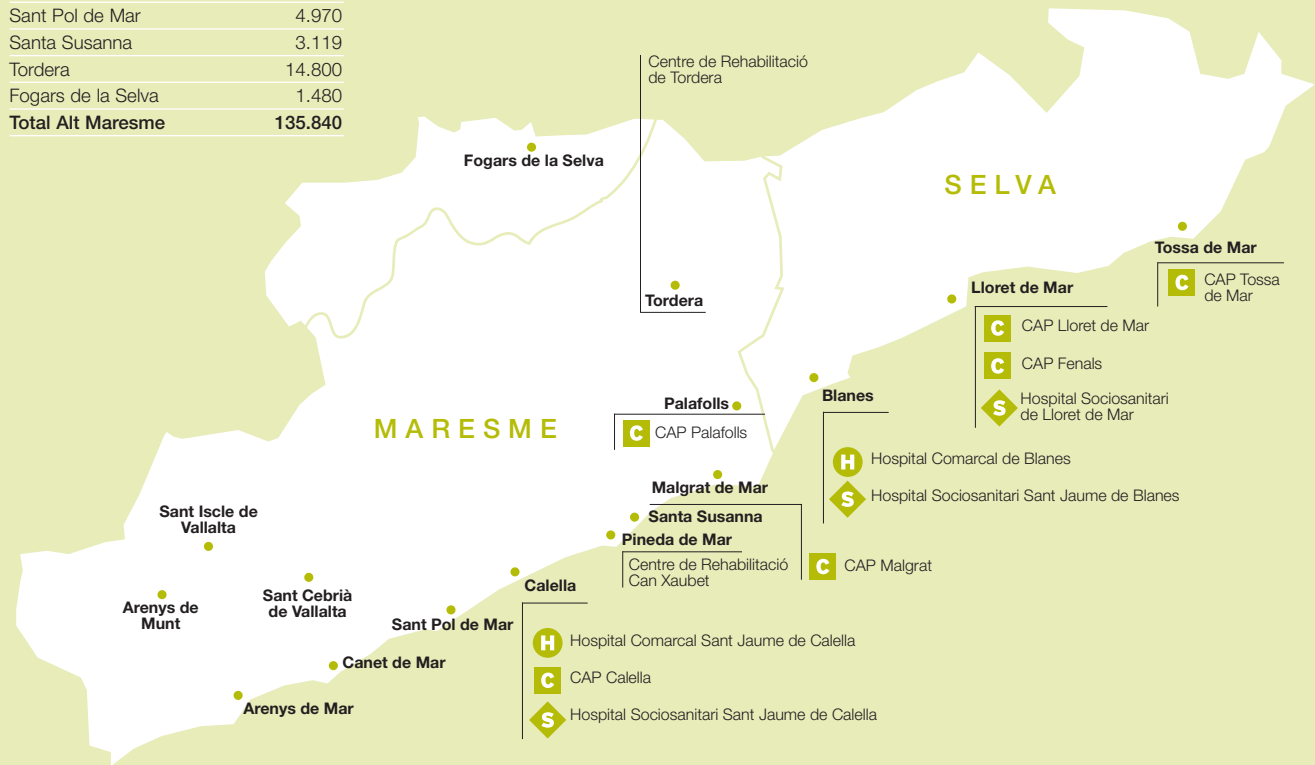 Sant Pol de Mar 4.970
Santa Susanna 3.119
Tordera 14.800
Fogars de la Selva 1.480
Total Alt Maresme 135.840
Centre de Rehabilitació
de Tordera
Fogars de la Selva
SELVA
Tossa de Mar
C CAP Tossa
de Mar
Tordera
Lloret de Mar
C CAP Lloret de Mar
C CAP Fenals
S Hospital Sociosanitari
de Lloret de Mar
Blanes
H Hospital Comarcal de Blanes
S Hospital Sociosanitari Sant Jaume de Blanes
Palafolls
C CAP Palafolls
MARESME
Malgrat de Mar
C CAP Malgrat
Santa Susanna
Pineda de Mar
Centre de Rehabilitació
Can Xaubet
Sant Iscle de
Vallalta
Arenys de
Munt
Sant Cebrià
de Vallalta
Sant Pol de Mar
Calella
H Hospital Comarcal Sant Jaume de Calella
C CAP Calella
S Hospital Sociosanitari Sant Jaume de Calella
Canet de Mar
Arenys de Mar